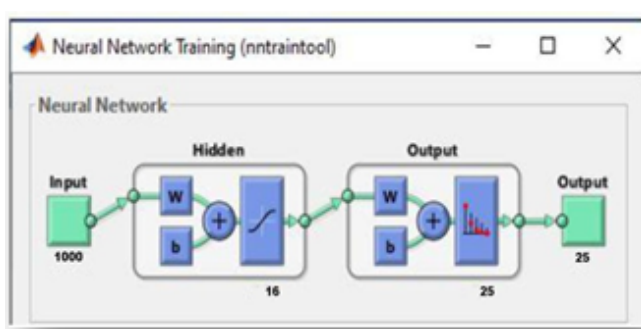 Neural Network Training (nntraintool)
Neural Network
Hidden
Output
Input
Output
W
W
b
b
1000
16
25
25